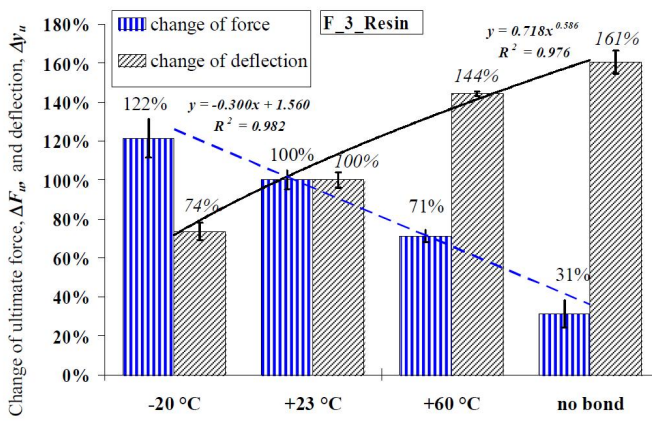 Change of ultimate force, ΔFu, and deflection, Δyu
180%
160%
140%
120%
100%
80%
60%
40%
20%
0%
change of force
change of deflection
F_3_Resin
y = 0.718x^0.586
R² = 0.976
y = -0.300x + 1.560
R² = 0.982
122%
74%
100%
100%
71%
144%
31%
161%
-20 °C
+23 °C
+60 °C
no bond